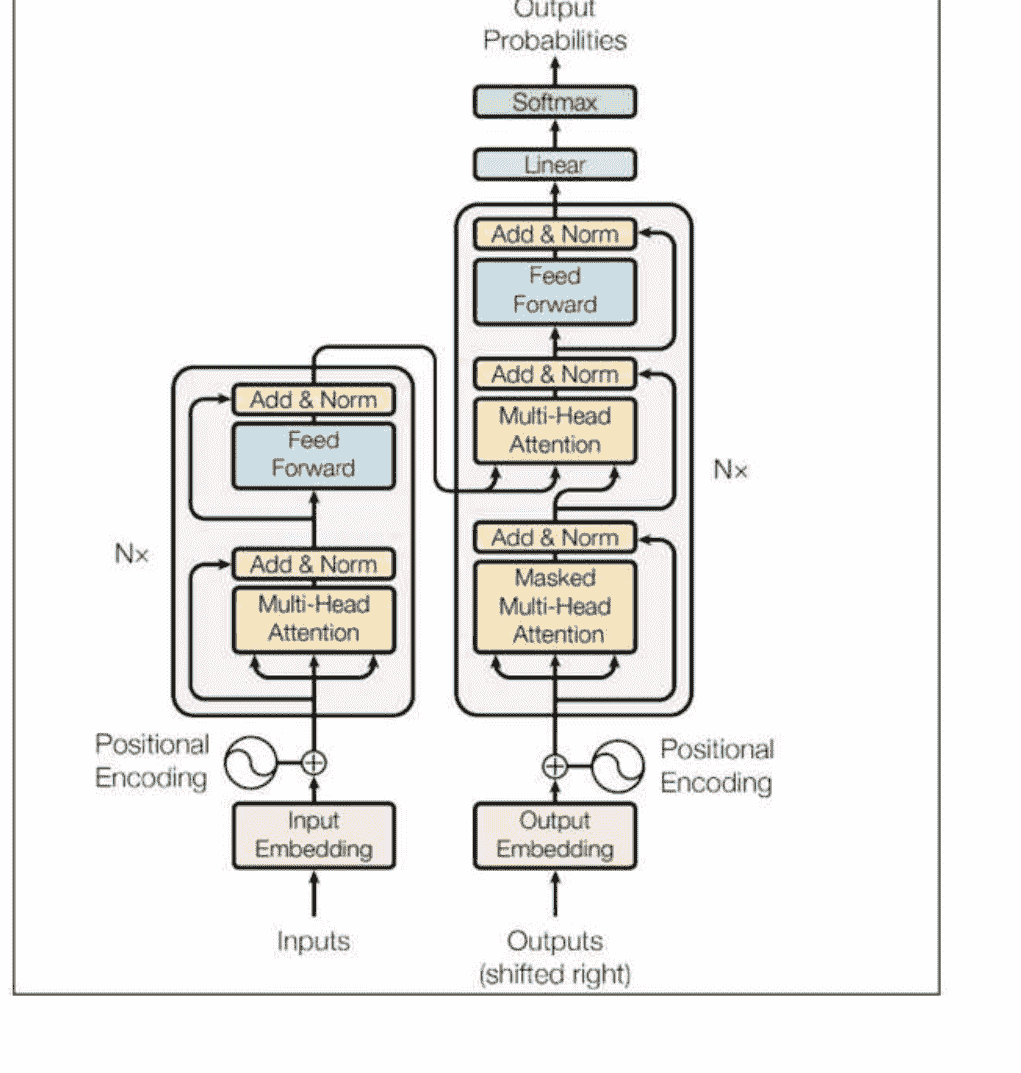 Output
Probabilities
Softmax
Linear
Add & Norm
Feed
Forward
Add & Norm
Multi-Head
Attention
Add & Norm
Masked
Multi-Head
Attention
Nx
Add & Norm
Feed
Forward
Add & Norm
Multi-Head
Attention
Nx
Positional
Encoding
Positional
Encoding
Input
Embedding
Output
Embedding
Inputs
Outputs
(shifted right)